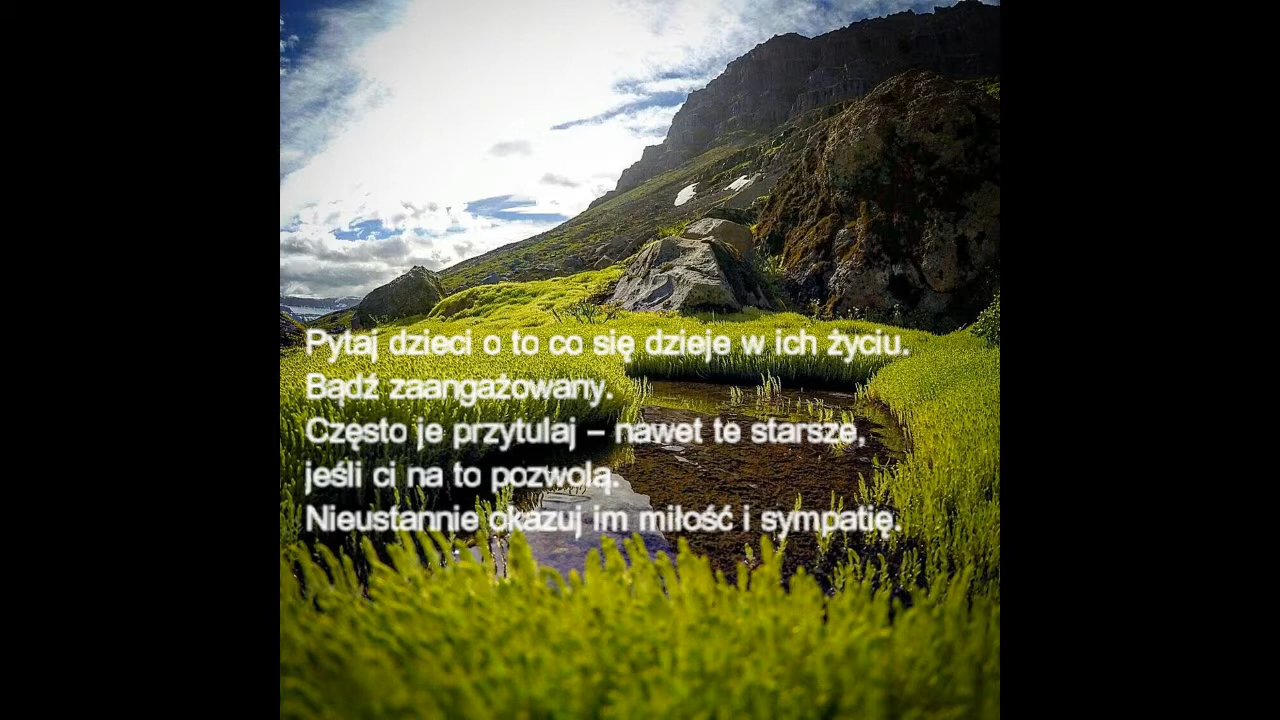 Pytaj dzieci o to co się dzieje w ich życiu.
Bądź zaangażowany.
Często je przytulaj – nawet te starsze,
jeśli ci na to pozwolą.
Nieustannie okazuj im miłość i sympatię.